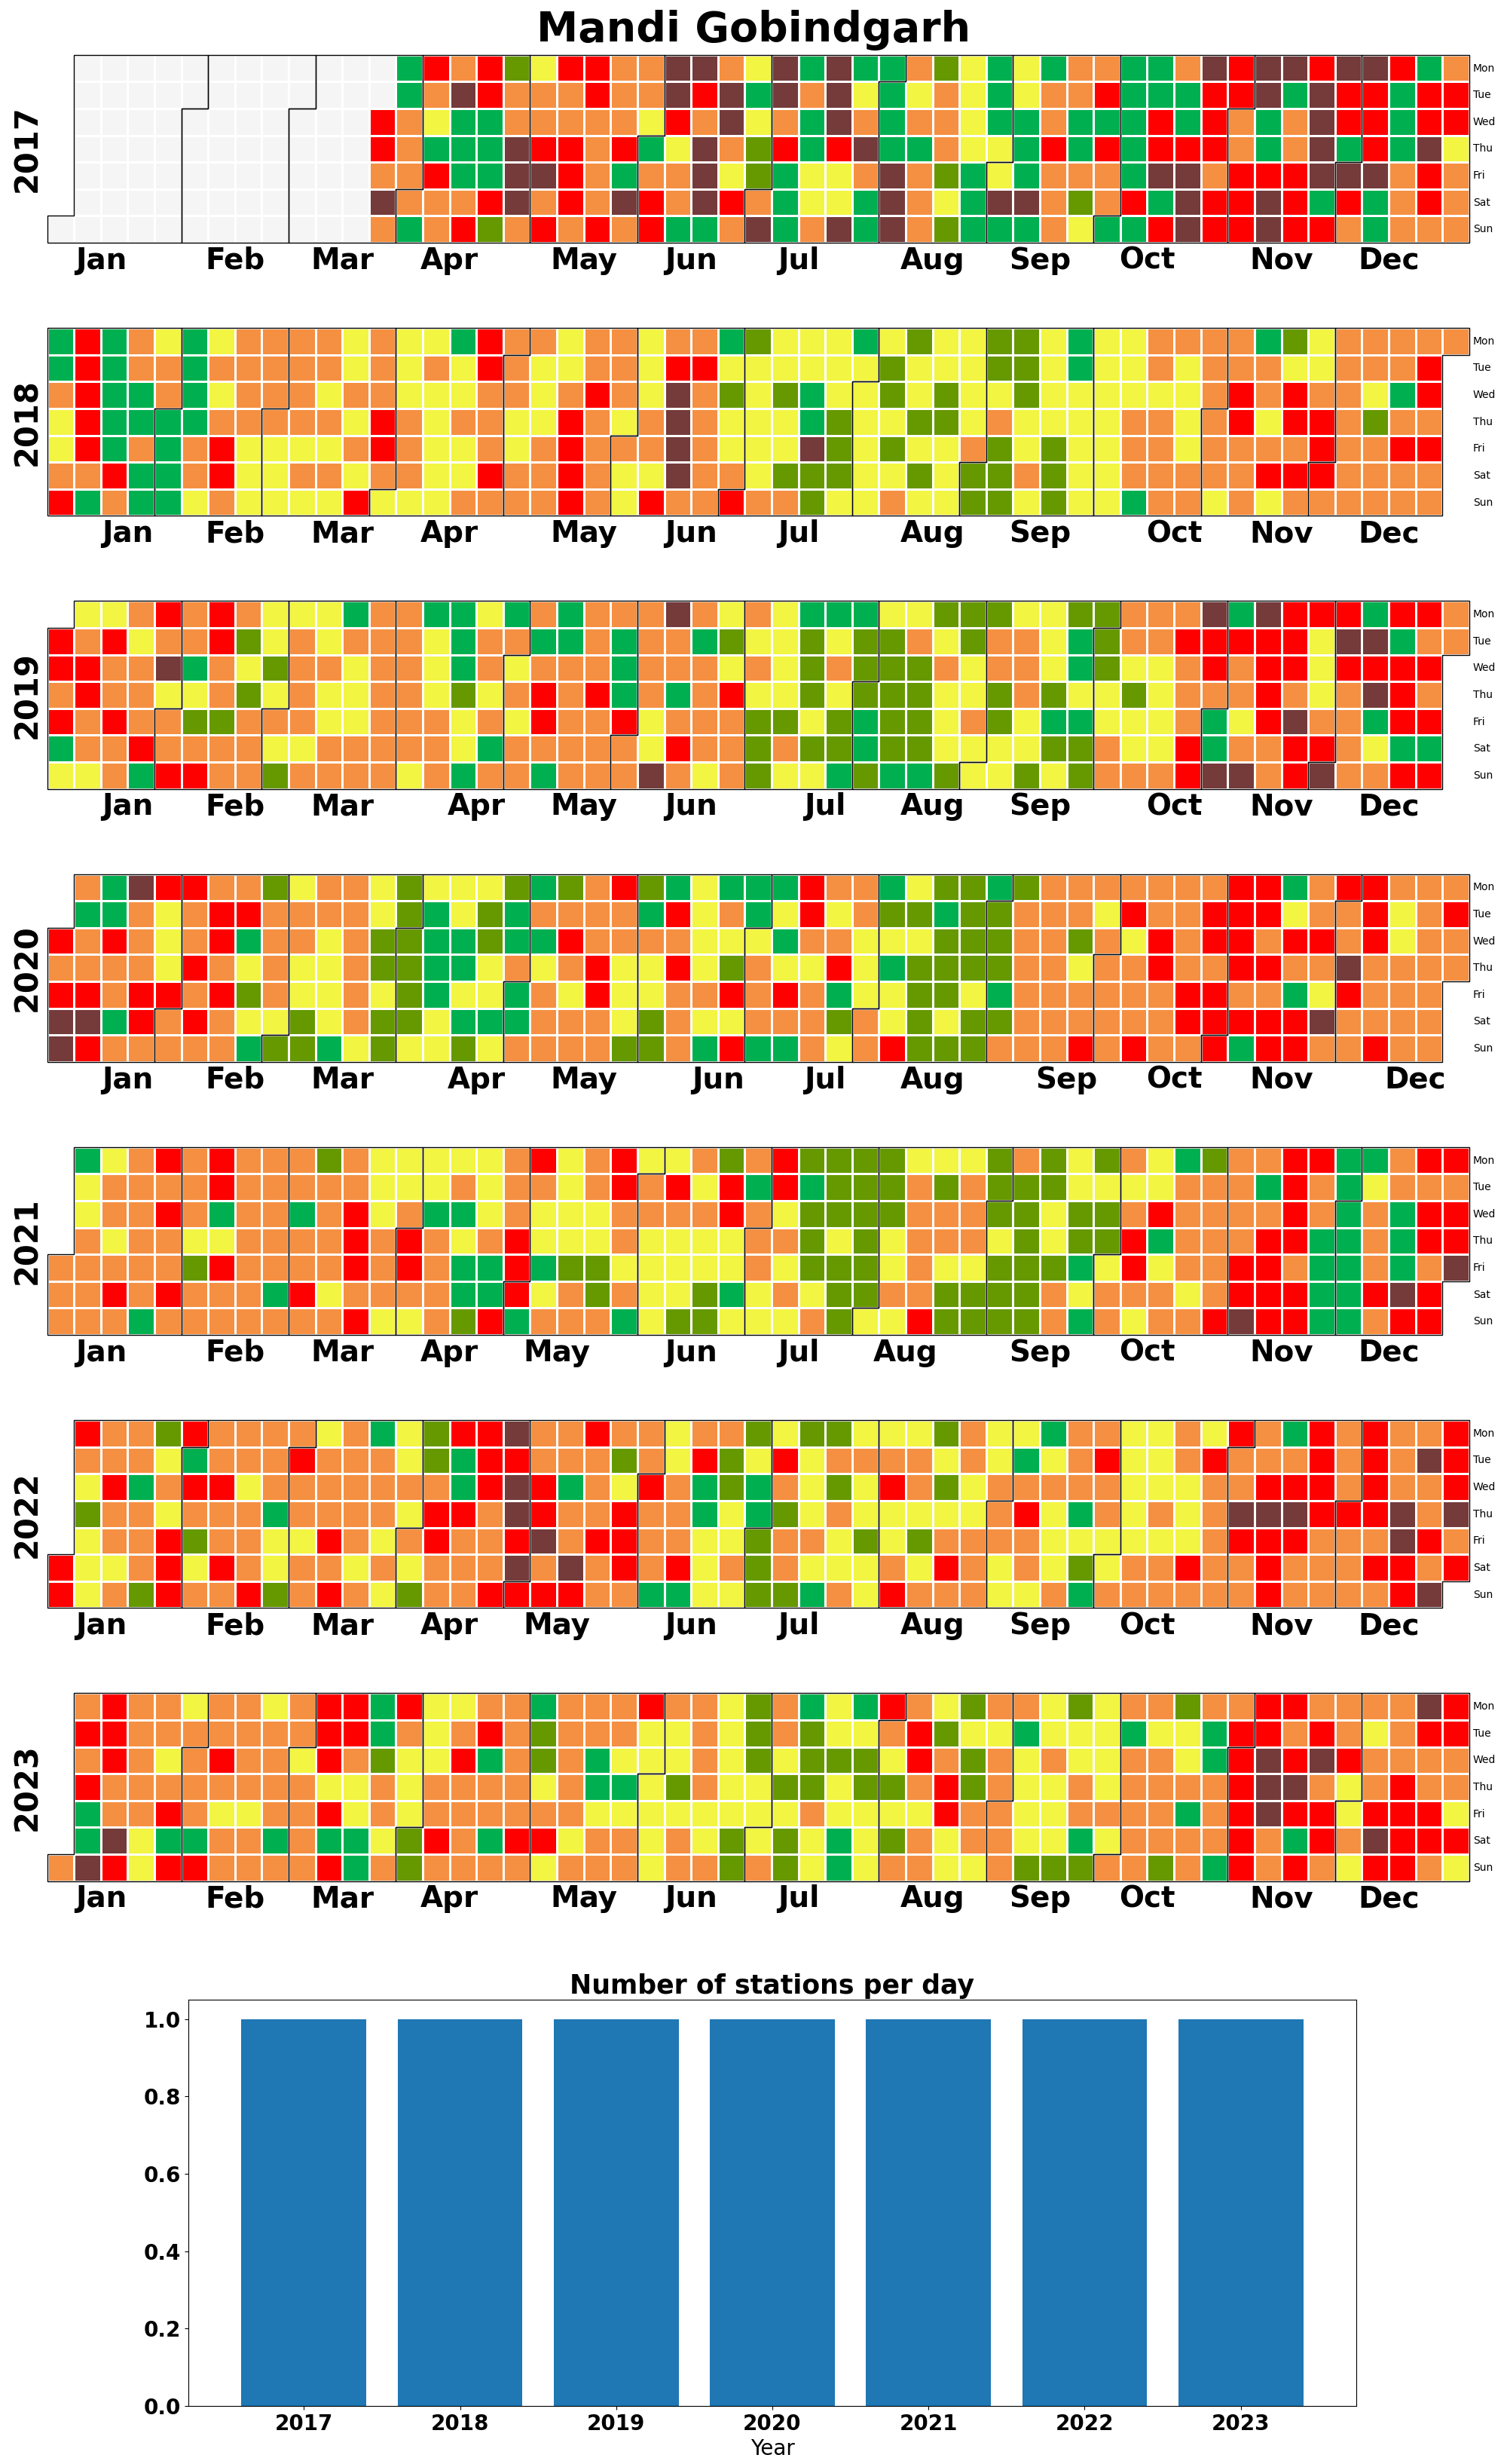 Mandi Gobindgarh
2017
Mon
Tue
Wed
Thu
Fri
Sat
Sun
Jan Feb Mar Apr May Jun Jul Aug Sep Oct Nov Dec
2018
Mon
Tue
Wed
Thu
Fri
Sat
Sun
Jan Feb Mar Apr May Jun Jul Aug Sep Oct Nov Dec
2019
Mon
Tue
Wed
Thu
Fri
Sat
Sun
Jan Feb Mar Apr May Jun Jul Aug Sep Oct Nov Dec
2020
Mon
Tue
Wed
Thu
Fri
Sat
Sun
Jan Feb Mar Apr May Jun Jul Aug Sep Oct Nov Dec
2021
Mon
Tue
Wed
Thu
Fri
Sat
Sun
Jan Feb Mar Apr May Jun Jul Aug Sep Oct Nov Dec
2022
Mon
Tue
Wed
Thu
Fri
Sat
Sun
Jan Feb Mar Apr May Jun Jul Aug Sep Oct Nov Dec
2023
Mon
Tue
Wed
Thu
Fri
Sat
Sun
Jan Feb Mar Apr May Jun Jul Aug Sep Oct Nov Dec
Number of stations per day
1.0
0.8
0.6
0.4
0.2
0.0
2017 2018 2019 2020 2021 2022 2023
Year